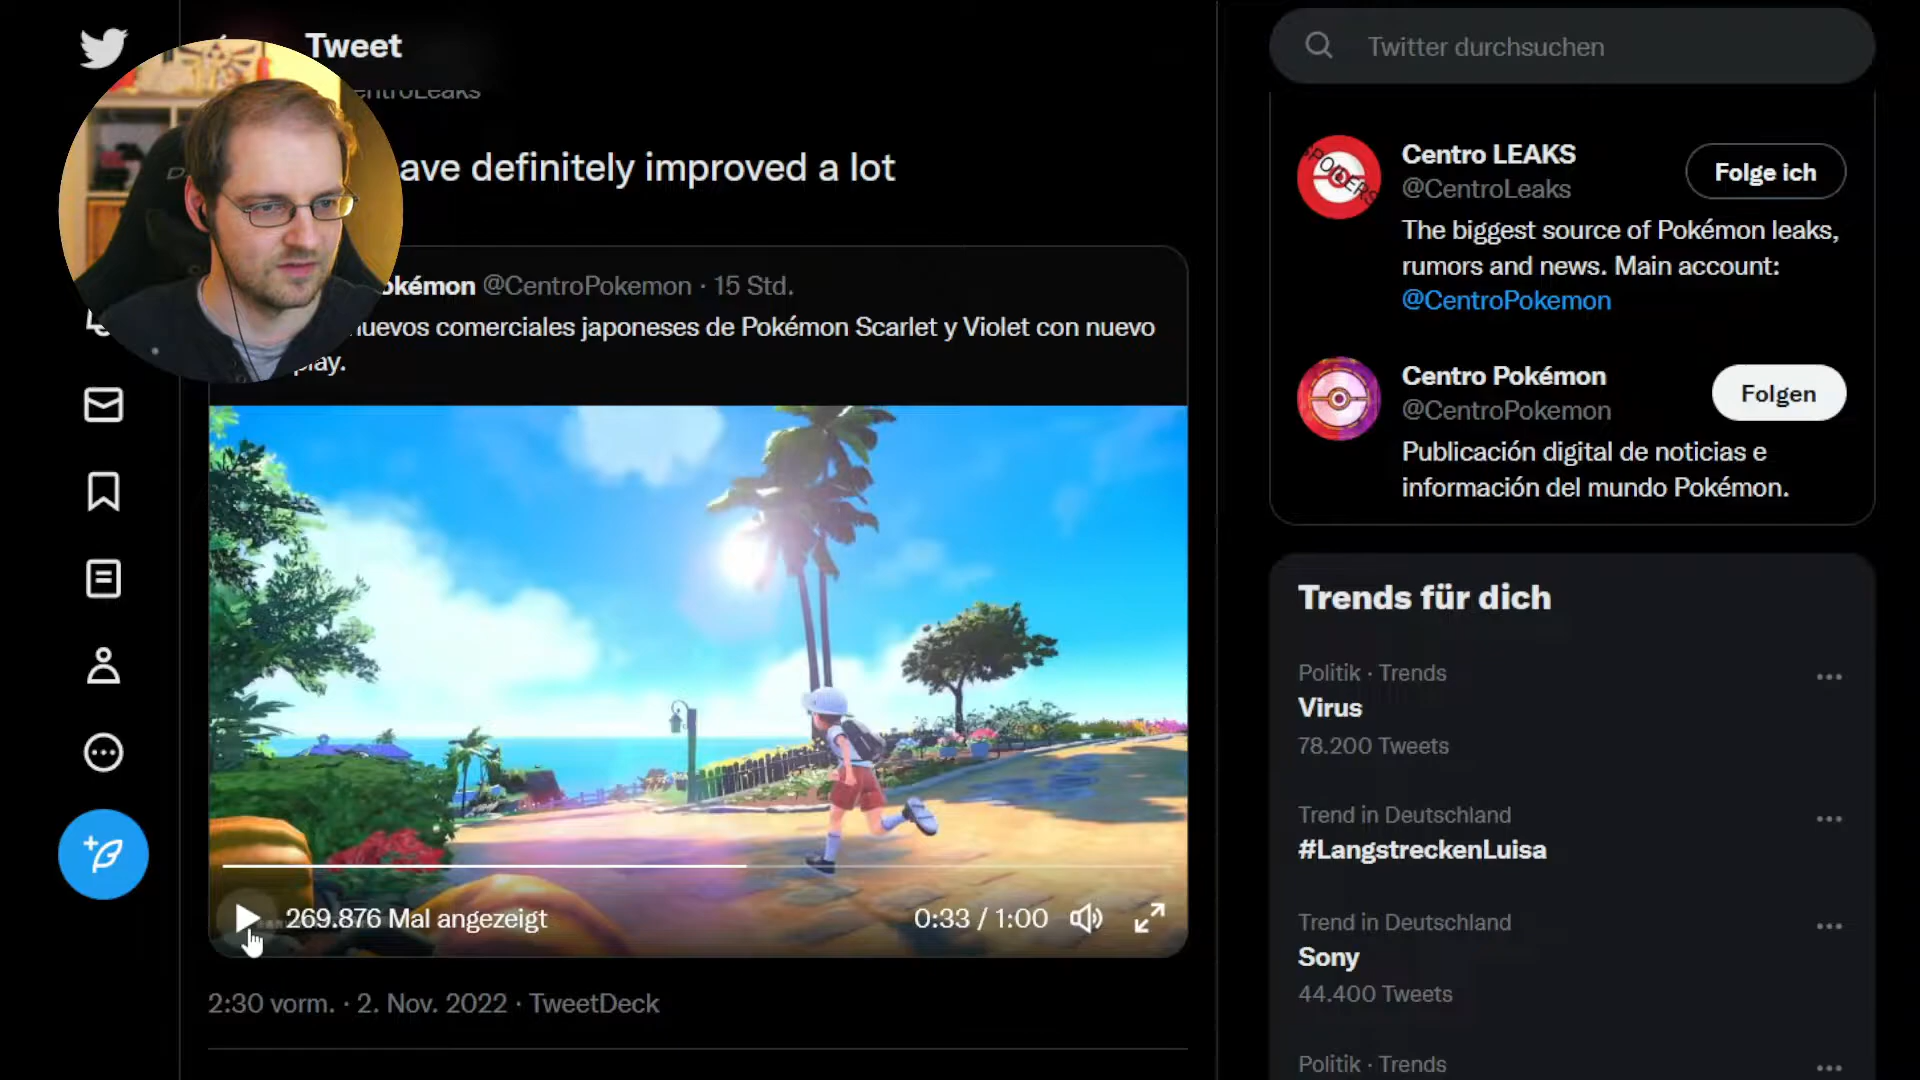 Tweet
ave definitely improved a lot
okémon @CentroPokemon · 15 Std.
uevos comerciales japoneses de Pokémon Scarlet y Violet con nuevo
play.
269.876 Mal angezeigt
0:33 / 1:00
2:30 vorm. · 2. Nov. 2022 · TweetDeck
Twitter durchsuchen
SPOILERS
Centro LEAKS
@CentroLeaks
Folge ich
The biggest source of Pokémon leaks,
rumors and news. Main account:
@CentroPokemon
Centro Pokémon
@CentroPokemon
Folgen
Publicación digital de noticias e
información del mundo Pokémon.
Trends für dich
Politik · Trends
Virus
78.200 Tweets
Trend in Deutschland
#LangstreckenLuisa
Trend in Deutschland
Sony
44.400 Tweets
Politik · Trends